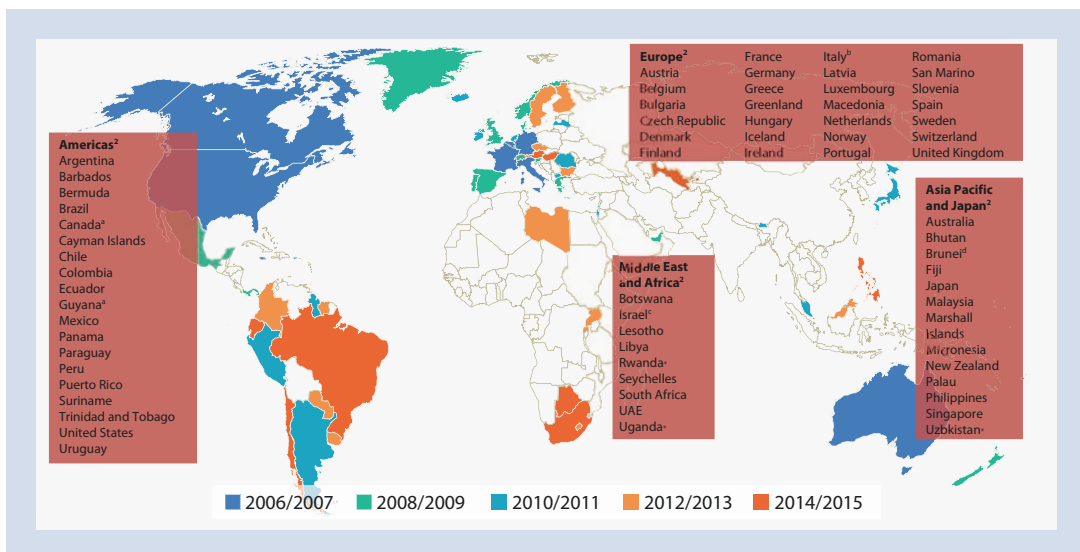 Americas²
Argentina
Barbados
Bermuda
Brazil
Canadaᵃ
Cayman Islands
Chile
Colombia
Ecuador
Guyanaᵃ
Mexico
Panama
Paraguay
Peru
Puerto Rico
Suriname
Trinidad and Tobago
United States
Uruguay
Europe²
Austria
Belgium
Bulgaria
Czech Republic
Denmark
Finland
France
Germany
Greece
Greenland
Hungary
Iceland
Ireland
Italyᵇ
Latvia
Luxembourg
Macedonia
Netherlands
Norway
Portugal
Romania
San Marino
Slovenia
Spain
Sweden
Switzerland
United Kingdom
Middle East
and Africa²
Botswana
Israelᶜ
Lesotho
Libya
Rwandaᵃ
Seychelles
South Africa
UAE
Ugandaᵃ
Asia Pacific
and Japan²
Australia
Bhutan
Bruneiᵈ
Fiji
Japan
Malaysia
Marshall
Islands
Micronesia
New Zealand
Palau
Philippines
Singapore
Uzbkistanᵃ
2006/2007 2008/2009 2010/2011 2012/2013 2014/2015